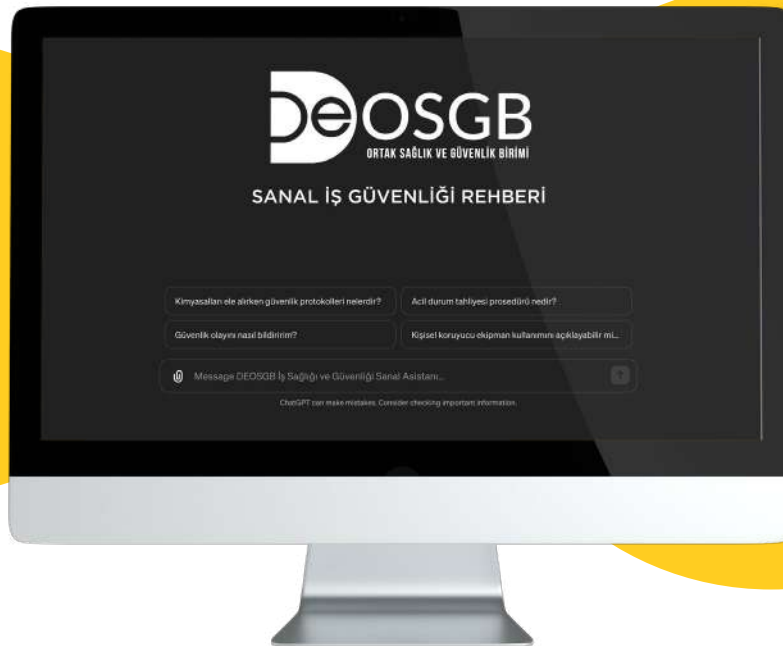 DeOSGB
ORTAK SAĞLIK VE GÜVENLİK BİRİMİ
SANAL İŞ GÜVENLİĞİ REHBERİ
Kimyasalları ele alırken güvenlik protokolleri nelerdir?
Acil durum tahliyesi prosedürü nedir?
Güvenlik olayını nasıl bildiririm?
Kişisel koruyucu ekipman kullanımını açıklayabilir mi...
Message DEOSGB İş Sağlığı ve Güvenliği Sanal Asistanı...
ChatGPT can make mistakes. Consider checking important information.